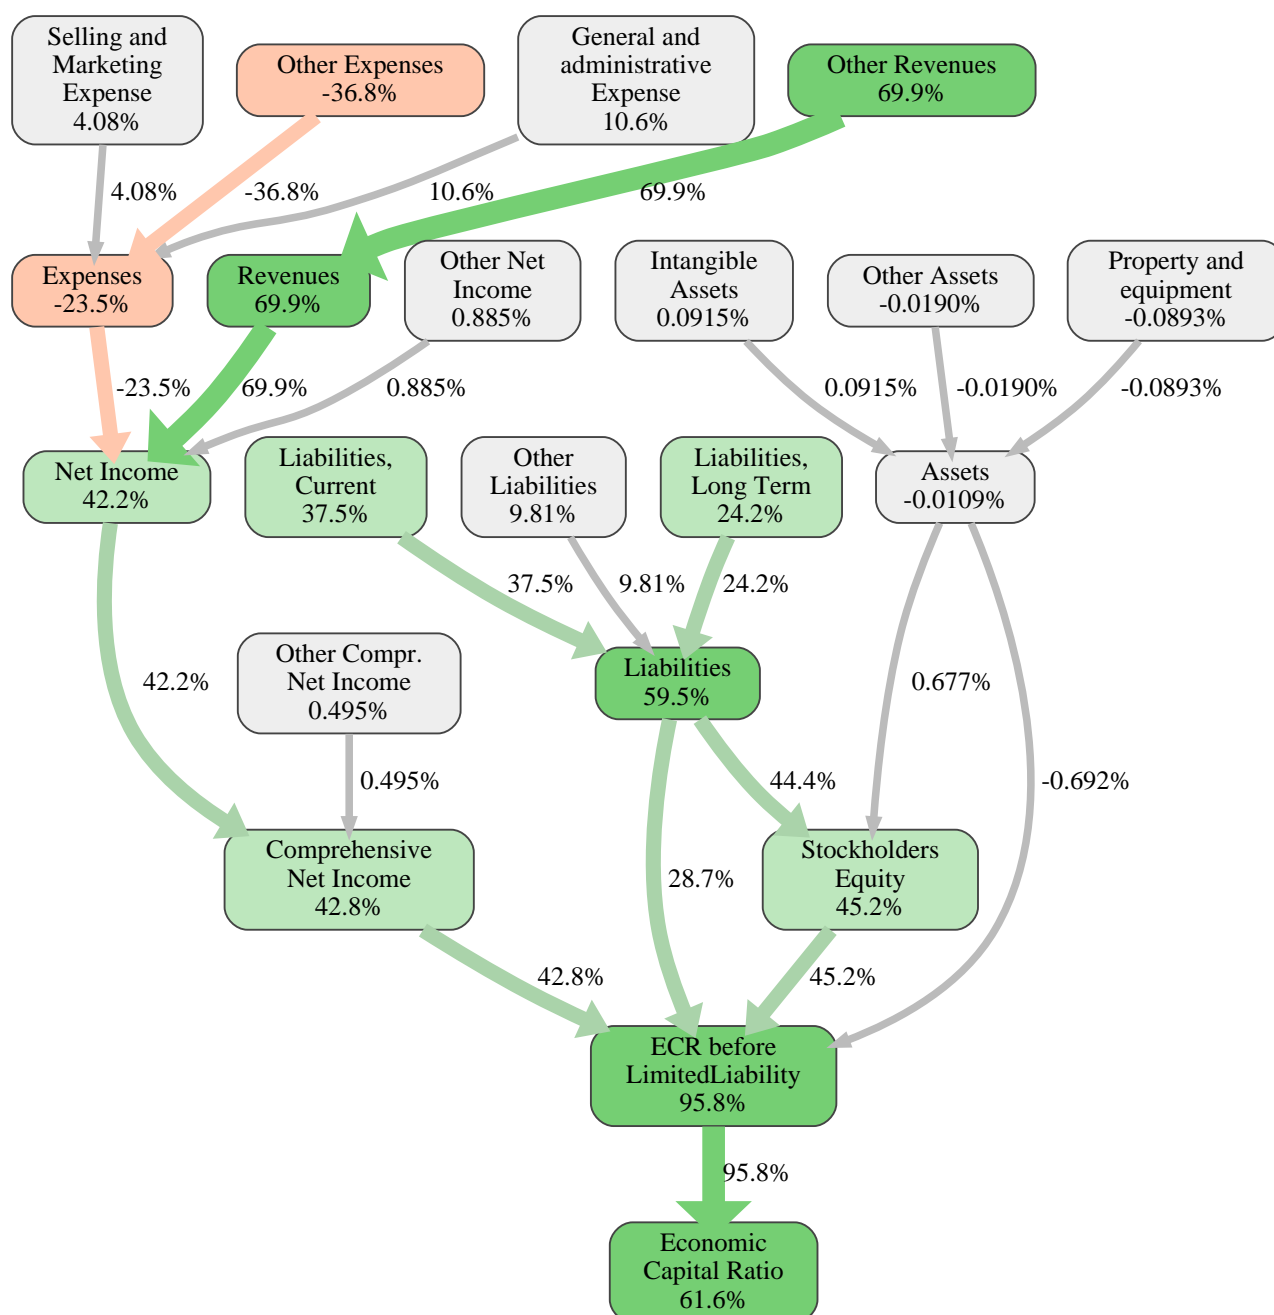 Selling and
Marketing
Expense
4.08%
Other Expenses
-36.8%
General and
administrative
Expense
10.6%
Other Revenues
69.9%
4.08%
-36.8%
10.6%
69.9%
Expenses
-23.5%
Revenues
69.9%
Other Net
Income
0.885%
Intangible
Assets
0.0915%
Other Assets
-0.0190%
Property and
equipment
-0.0893%
-23.5%
69.9%
0.885%
0.0915%
-0.0190%
-0.0893%
Net Income
42.2%
Liabilities,
Current
37.5%
Other
Liabilities
9.81%
Liabilities,
Long Term
24.2%
Assets
-0.0109%
37.5%
9.81%
24.2%
42.2%
Other Compr.
Net Income
0.495%
Liabilities
59.5%
0.677%
0.495%
44.4%
-0.692%
Comprehensive
Net Income
42.8%
28.7%
Stockholders
Equity
45.2%
42.8%
45.2%
ECR before
LimitedLiability
95.8%
95.8%
Economic
Capital Ratio
61.6%